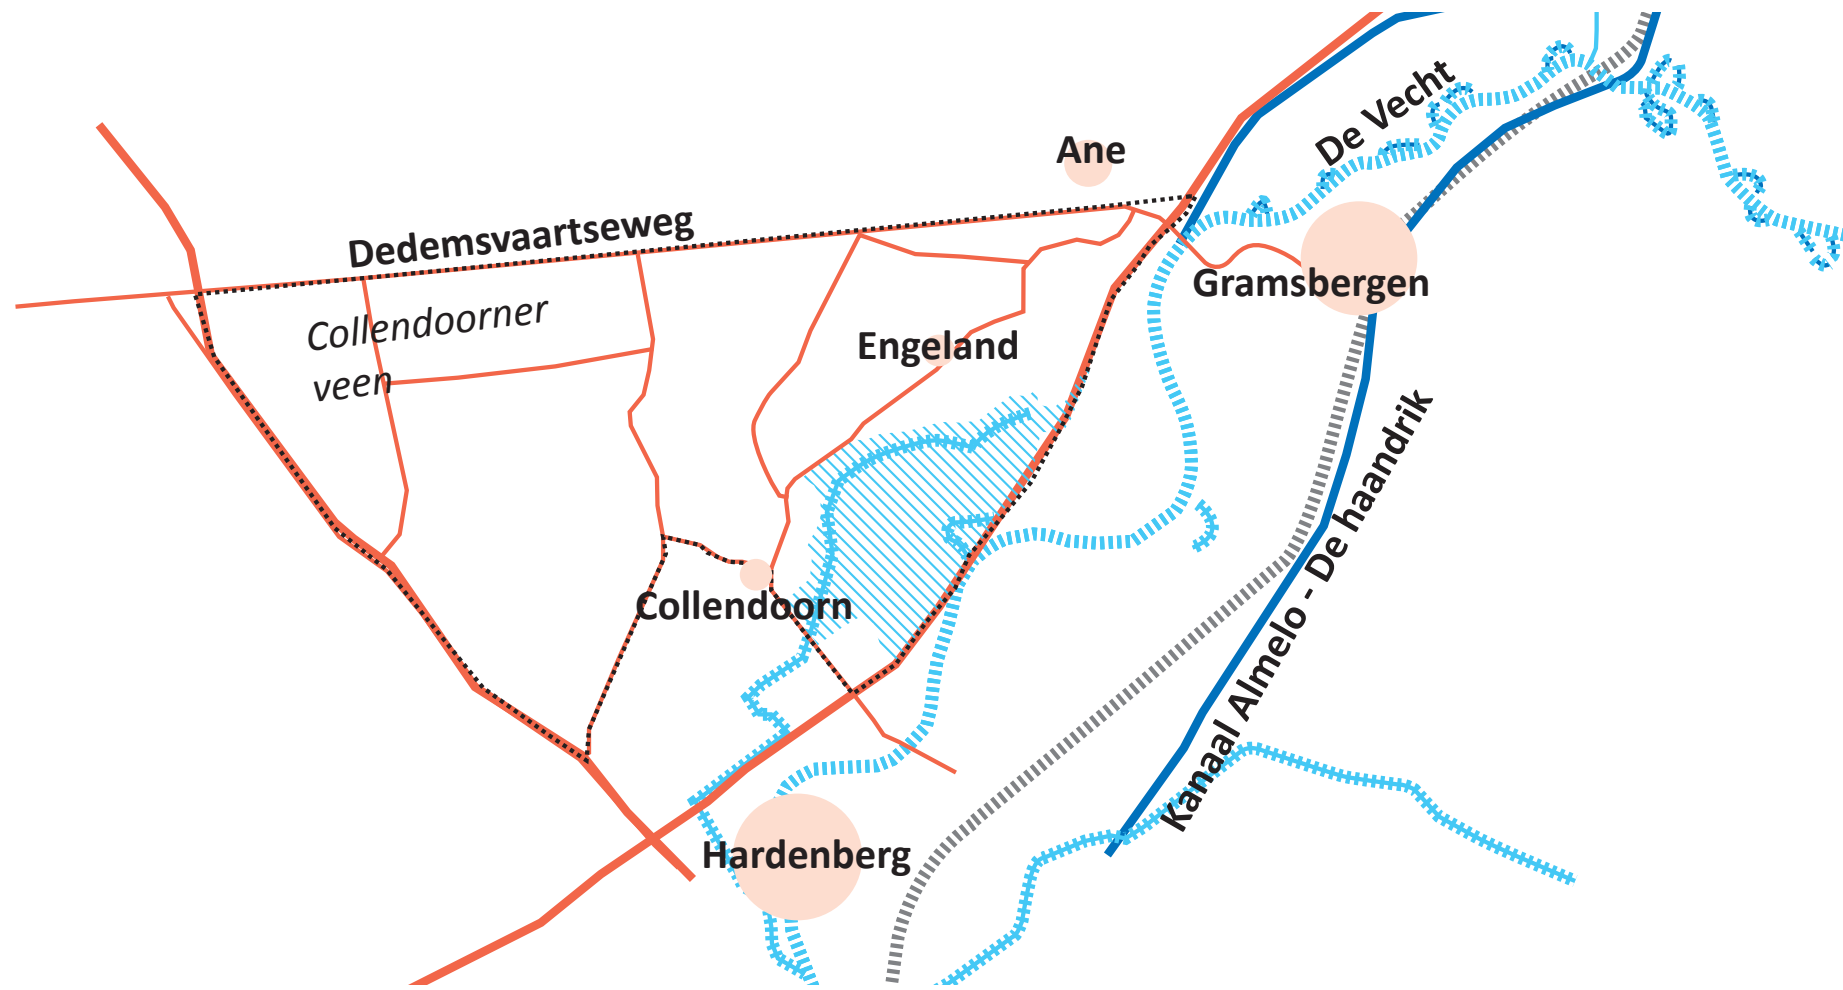 De Vecht
Ane
Dedemsvaartseweg
Gramsbergen
Collendoorner
veen
Engeland
Kanaal Almelo - De haandrik
Collendoorn
Hardenberg